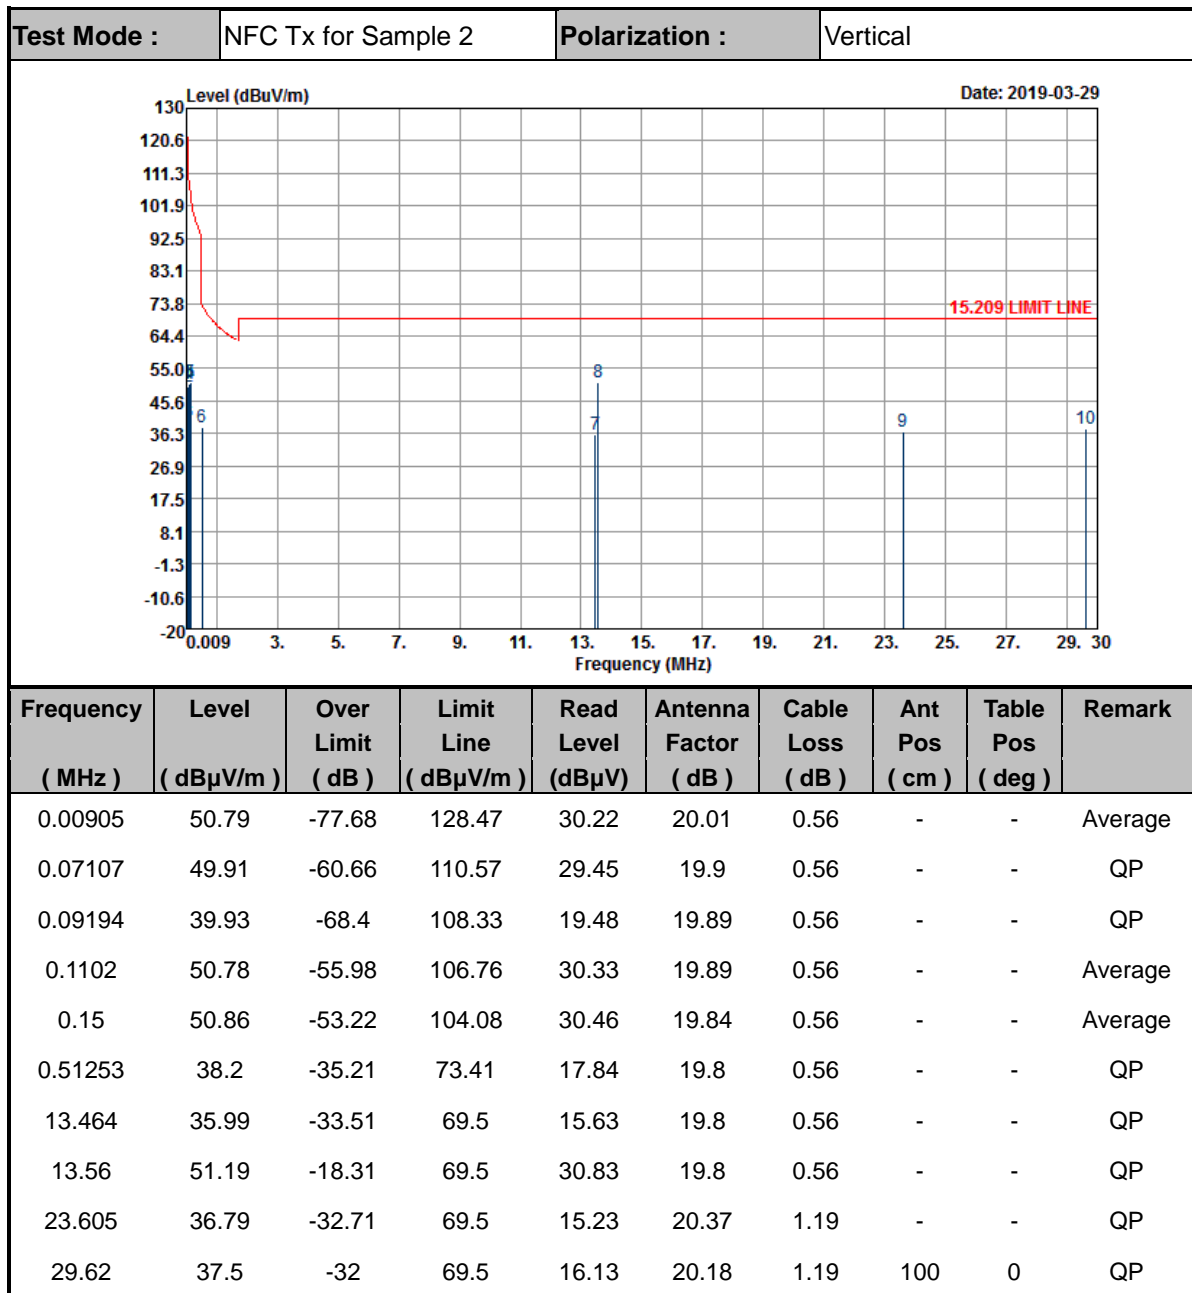 Test Mode : NFC Tx for Sample 2 Polarization : Vertical
Level (dBuV/m) Date: 2019-03-29
130
120.6
111.3
101.9
92.5
83.1
73.8
15.209 LIMIT LINE
64.4
55.0
5
8
45.6
6
7
9
10
36.3
26.9
17.5
8.1
-1.3
-10.6
-20
0.009 3. 5. 7. 9. 11. 13. 15. 17. 19. 21. 23. 25. 27. 29. 30
Frequency (MHz)
Frequency Level Over Limit Read Antenna Cable Ant Table Remark
Limit Line Level Factor Loss Pos Pos
( MHz ) ( dBµV/m ) ( dB ) ( dBµV/m ) (dBµV) ( dB ) ( dB ) ( cm ) ( deg )
0.00905 50.79 -77.68 128.47 30.22 20.01 0.56 - - Average
0.07107 49.91 -60.66 110.57 29.45 19.9 0.56 - - QP
0.09194 39.93 -68.4 108.33 19.48 19.89 0.56 - - QP
0.1102 50.78 -55.98 106.76 30.33 19.89 0.56 - - Average
0.15 50.86 -53.22 104.08 30.46 19.84 0.56 - - Average
0.51253 38.2 -35.21 73.41 17.84 19.8 0.56 - - QP
13.464 35.99 -33.51 69.5 15.63 19.8 0.56 - - QP
13.56 51.19 -18.31 69.5 30.83 19.8 0.56 - - QP
23.605 36.79 -32.71 69.5 15.23 20.37 1.19 - - QP
29.62 37.5 -32 69.5 16.13 20.18 1.19 100 0 QP